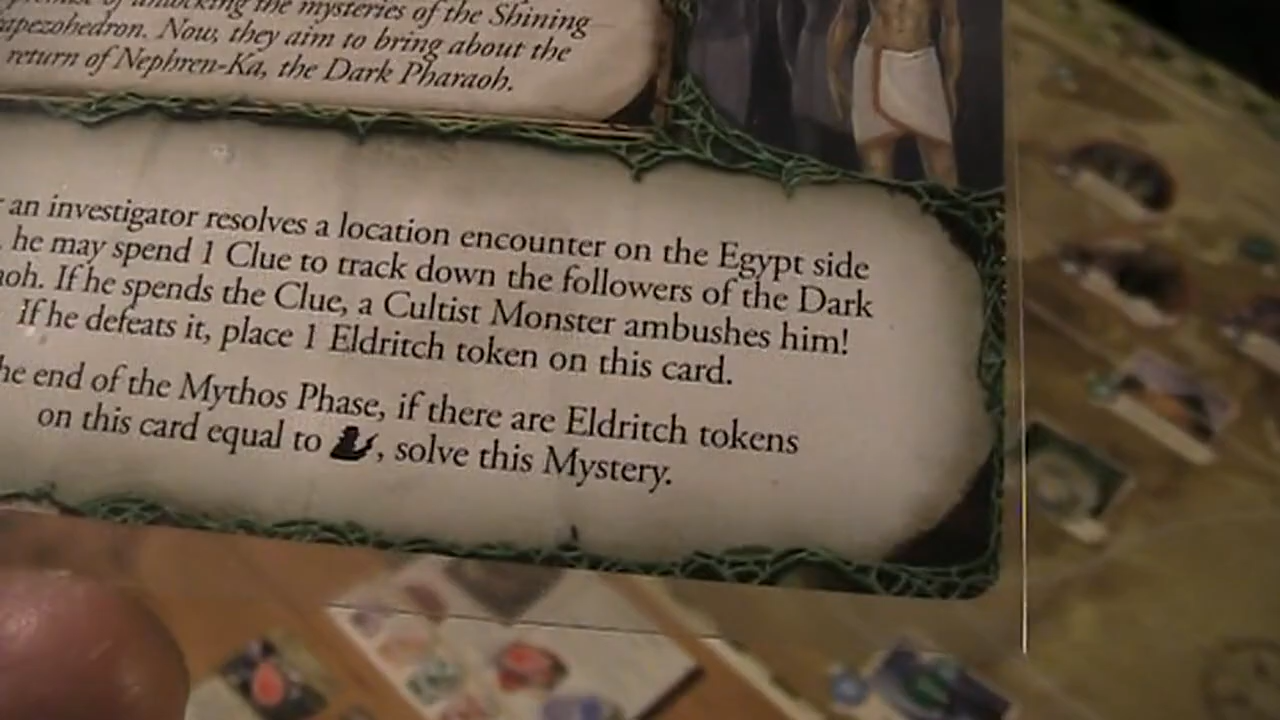 of unlocking the mysteries of the Shining
apezohedron. Now, they aim to bring about the
return of Nephren-Ka, the Dark Pharaoh.
an investigator resolves a location encounter on the Egypt side
he may spend 1 Clue to track down the followers of the Dark
aoh. If he spends the Clue, a Cultist Monster ambushes him!
If he defeats it, place 1 Eldritch token on this card.
he end of the Mythos Phase, if there are Eldritch tokens
on this card equal to , solve this Mystery.